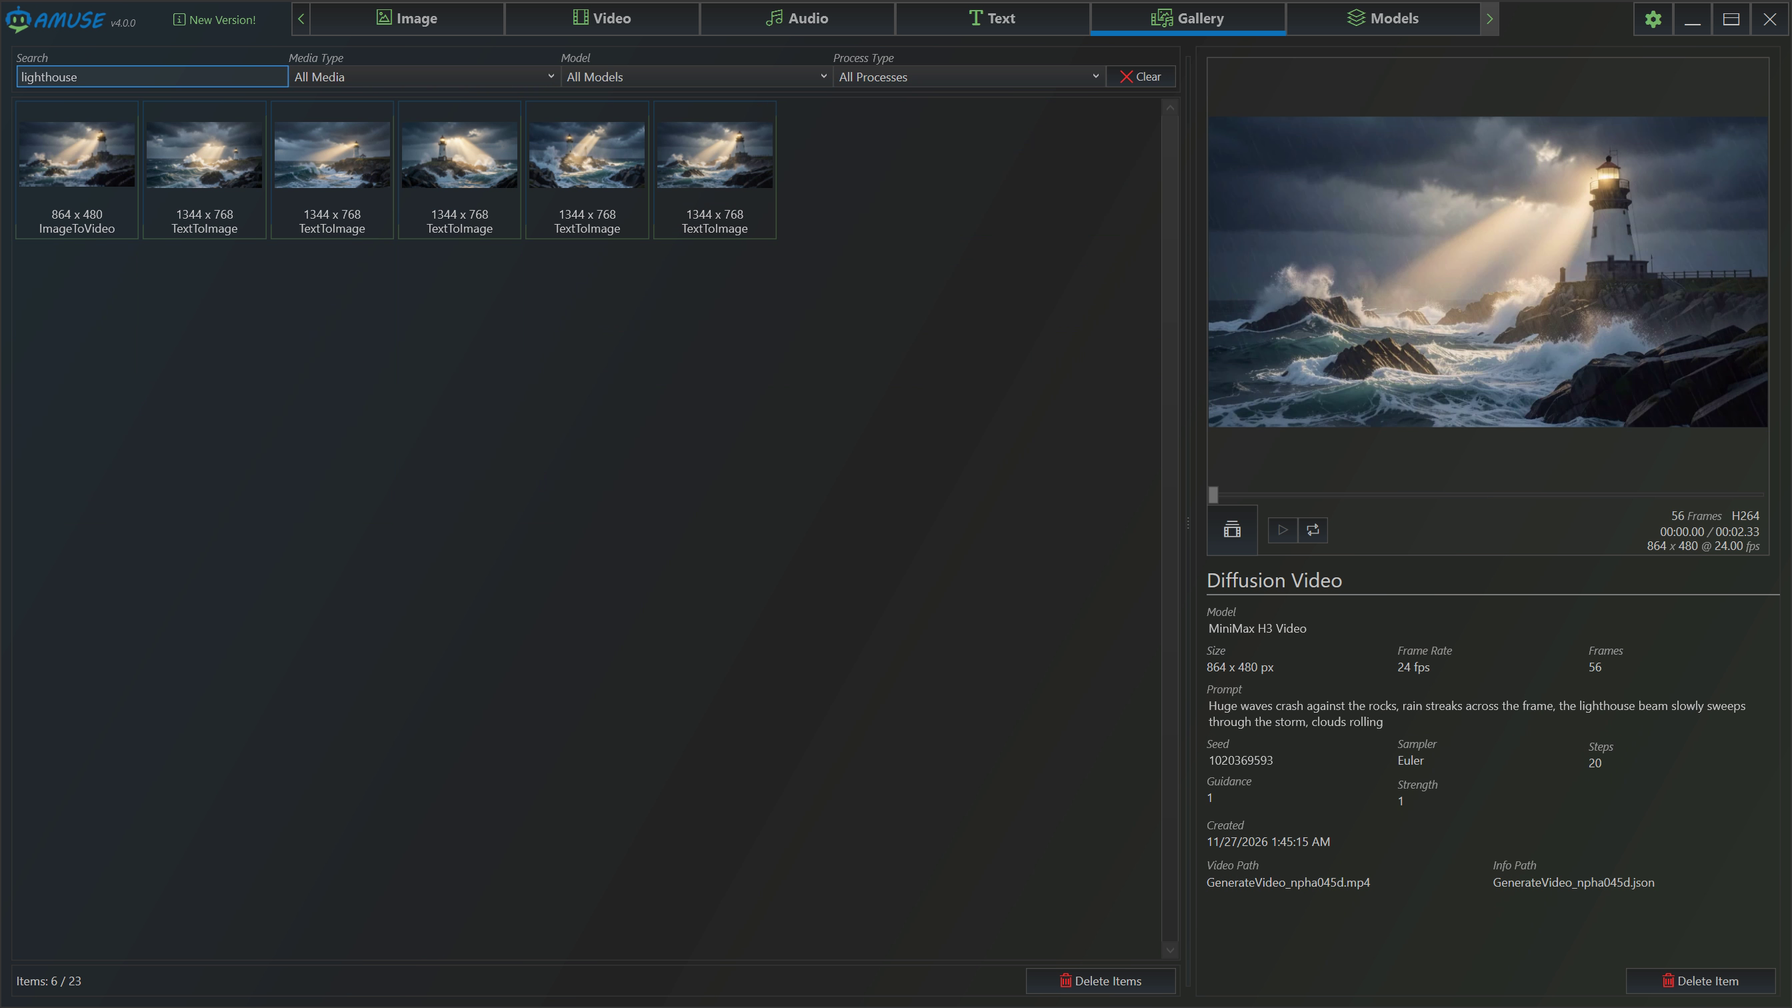 AMUSE v4.0.0
New Version!
Image
Video
Audio
Text
Gallery
Models
Search
Media Type
Model
Process Type
lighthouse
All Media
All Models
All Processes
Clear
864 x 480
ImageToVideo
1344 x 768
TextToImage
1344 x 768
TextToImage
1344 x 768
TextToImage
1344 x 768
TextToImage
1344 x 768
TextToImage
56 Frames H264
00:00.00 / 00:02.33
864 x 480 @ 24.00 fps
Diffusion Video
Model
MiniMax H3 Video
Size
864 x 480 px
Frame Rate
24 fps
Frames
56
Prompt
Huge waves crash against the rocks, rain streaks across the frame, the lighthouse beam slowly sweeps
through the storm, clouds rolling
Seed
1020369593
Sampler
Euler
Steps
20
Guidance
1
Strength
1
Created
11/27/2026 1:45:15 AM
Video Path
GenerateVideo_npha045d.mp4
Info Path
GenerateVideo_npha045d.json
Items: 6 / 23
Delete Items
Delete Item